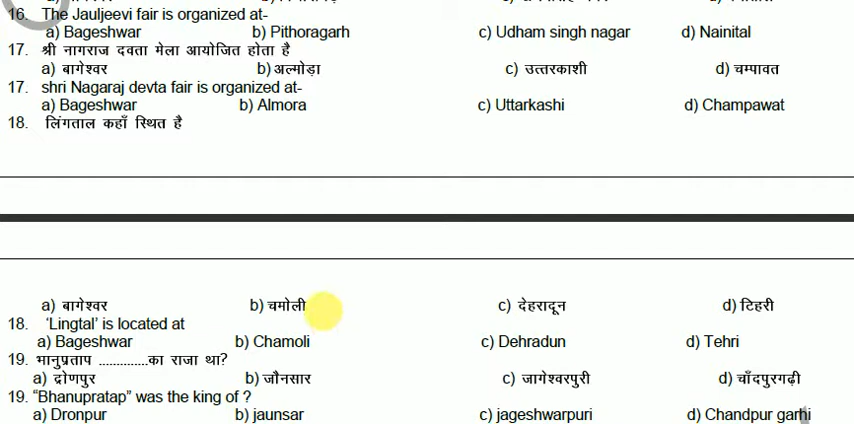 16. The Jauljeevi fair is organized at-
a) Bageshwar b) Pithoragarh c) Udham singh nagar d) Nainital
17. श्री नागराज दवता मेला आयोजित होता है
a) बागेश्वर b) अल्मोड़ा c) उत्तरकाशी d) चम्पावत
17. shri Nagaraj devta fair is organized at-
a) Bageshwar b) Almora c) Uttarkashi d) Champawat
18. लिंगताल कहाँ स्थित है
a) बागेश्वर b) चमोली c) देहरादून d) टिहरी
18. ‘Lingtal’ is located at
a) Bageshwar b) Chamoli c) Dehradun d) Tehri
19. भानुप्रताप ..............का राजा था?
a) द्रोणपुर b) जौनसार c) जागेश्वरपुरी d) चाँदपुरगढ़ी
19. “Bhanupratap” was the king of ?
a) Dronpur b) jaunsar c) jageshwarpuri d) Chandpur garhi